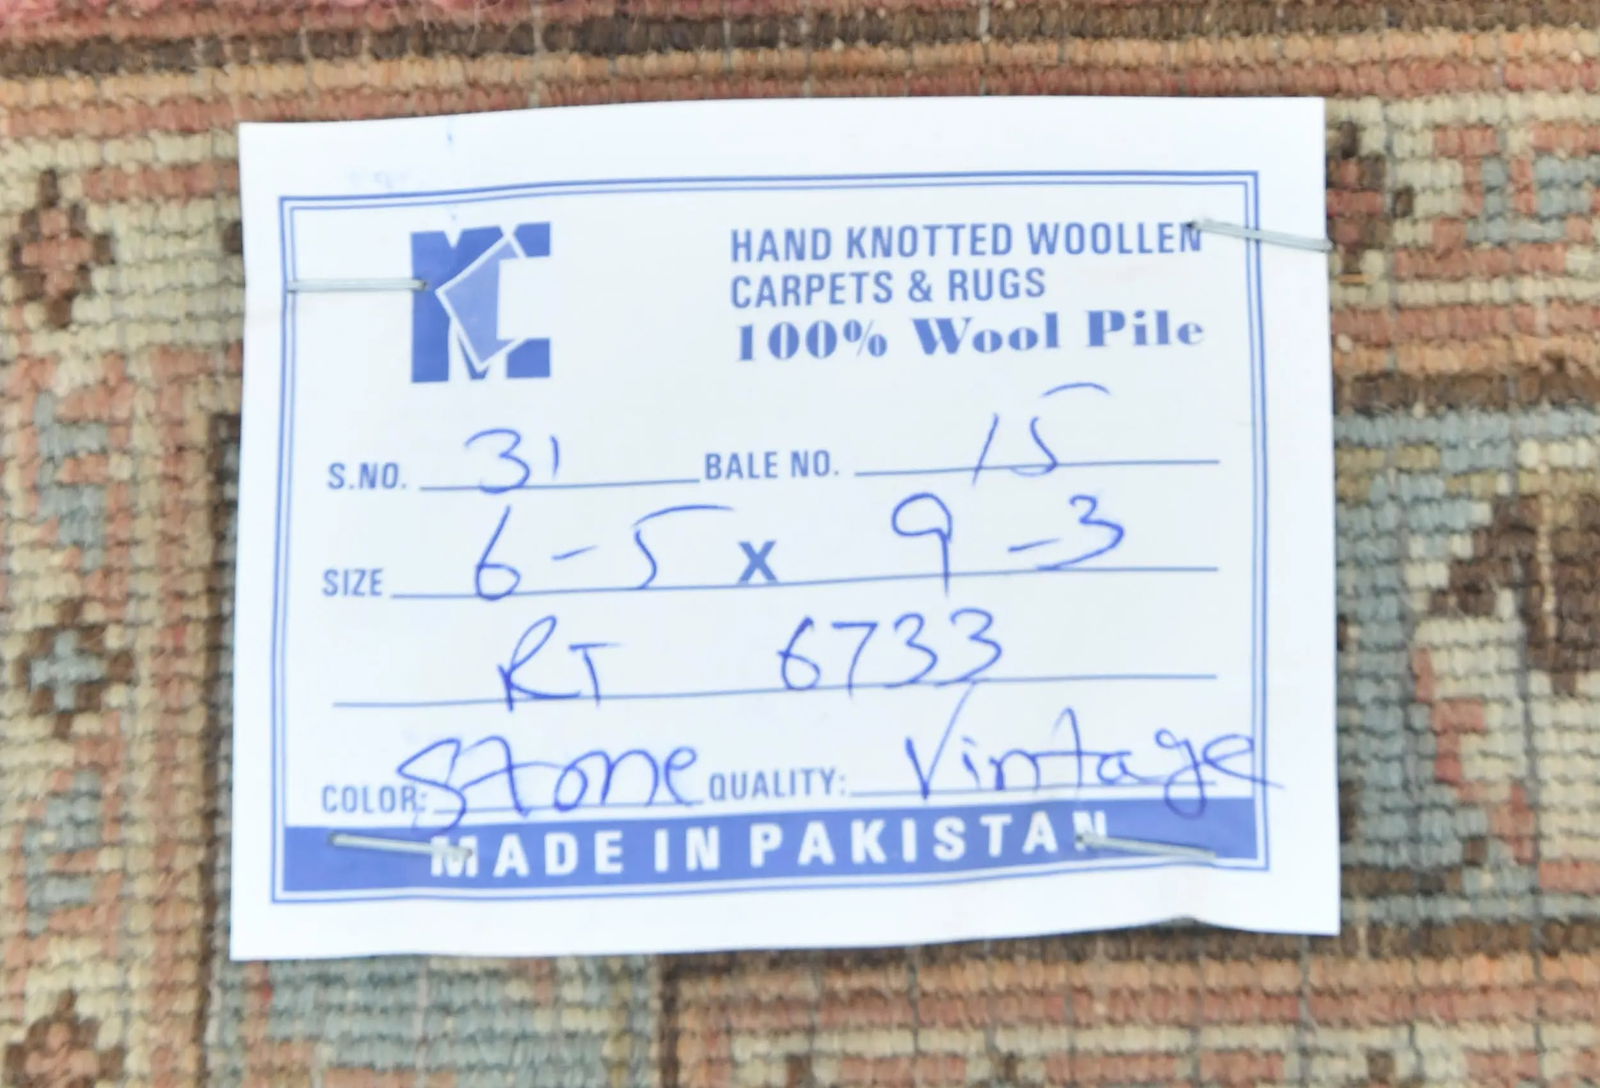 MC
HAND KNOTTED WOOLLEN
CARPETS & RUGS
100% Wool Pile
S.NO. 31 BALE NO. 15
SIZE 6-5 X 9-3
RT 6733
COLOR: Stone QUALITY: Vintage
MADE IN PAKISTAN